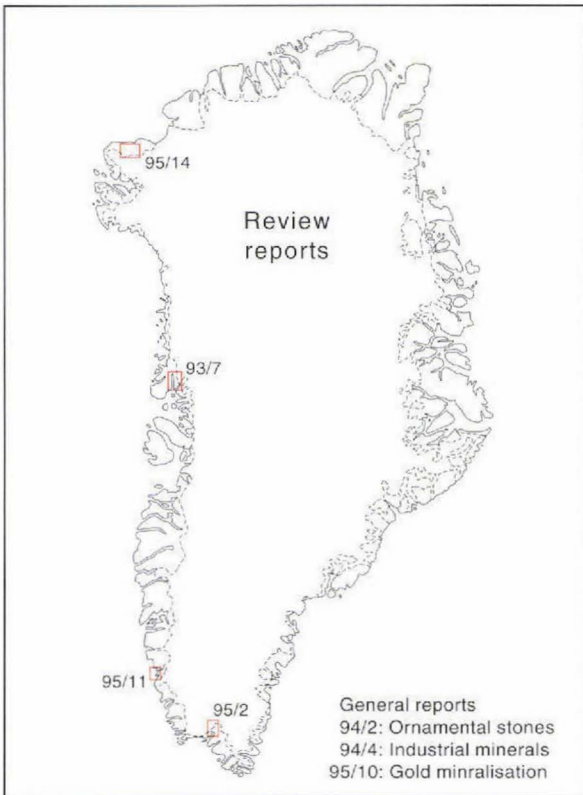 95/14
Review
reports
93/7
95/11
95/2
General reports
94/2: Ornamental stones
94/4: Industrial minerals
95/10: Gold minralisation